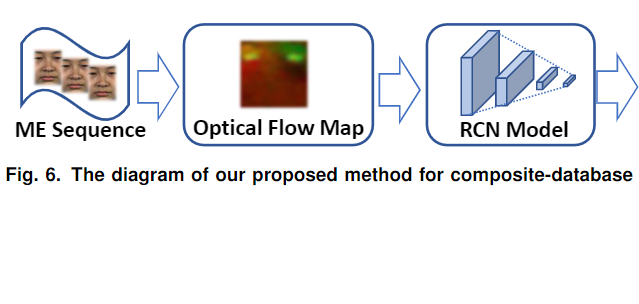 ME Sequence
Optical Flow Map
RCN Model
Fig. 6. The diagram of our proposed method for composite-database